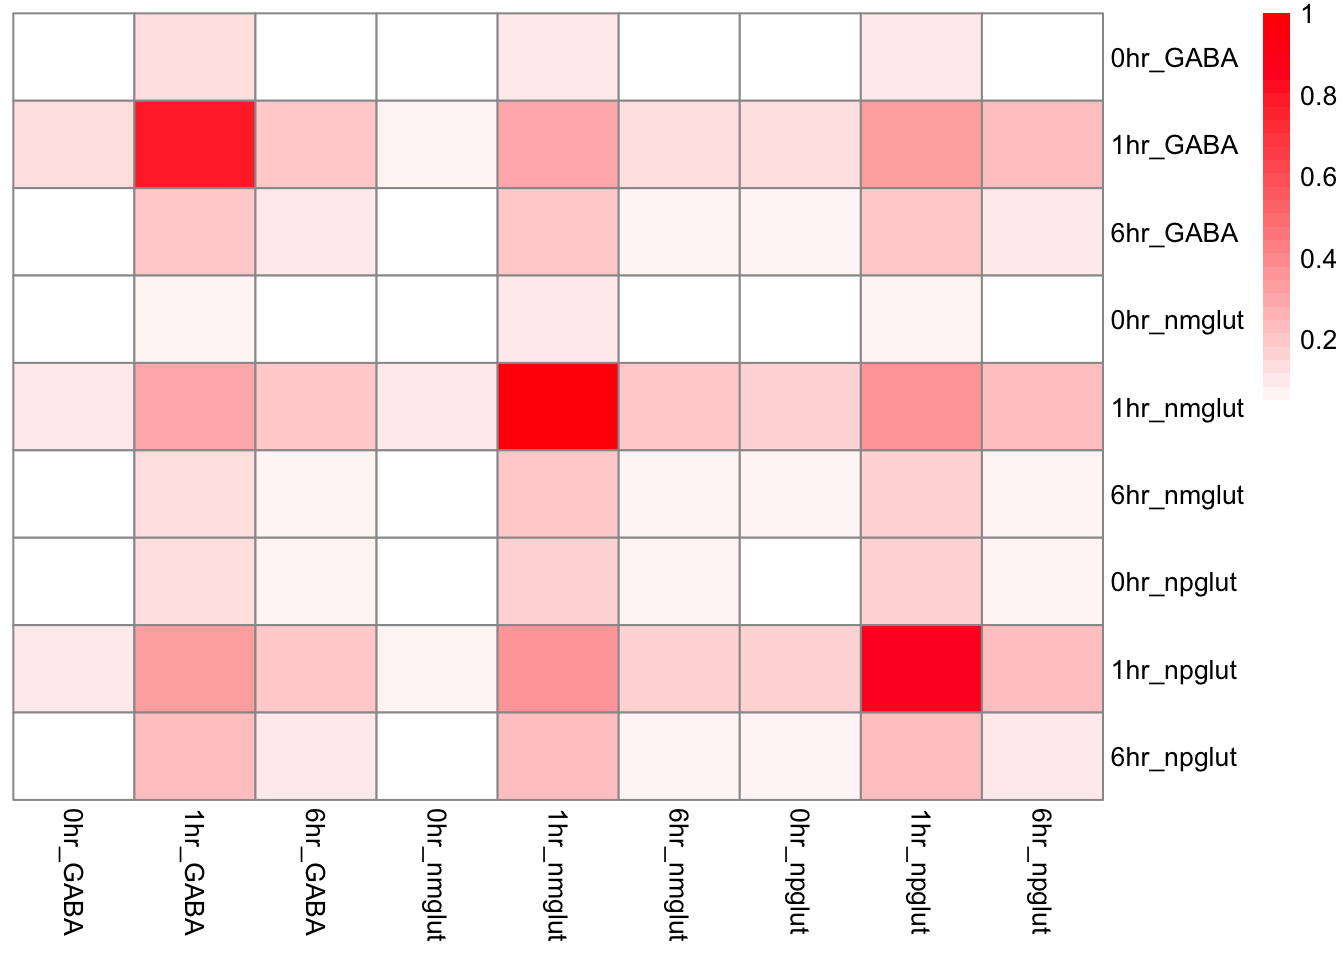 1
0hr_GABA
0.8
1hr_GABA
0.6
6hr_GABA
0.4
0hr_nmglut
0.2
1hr_nmglut
6hr_nmglut
0hr_npglut
1hr_npglut
6hr_npglut
0hr_GABA
1hr_GABA
6hr_GABA
0hr_nmglut
1hr_nmglut
6hr_nmglut
0hr_npglut
1hr_npglut
6hr_npglut